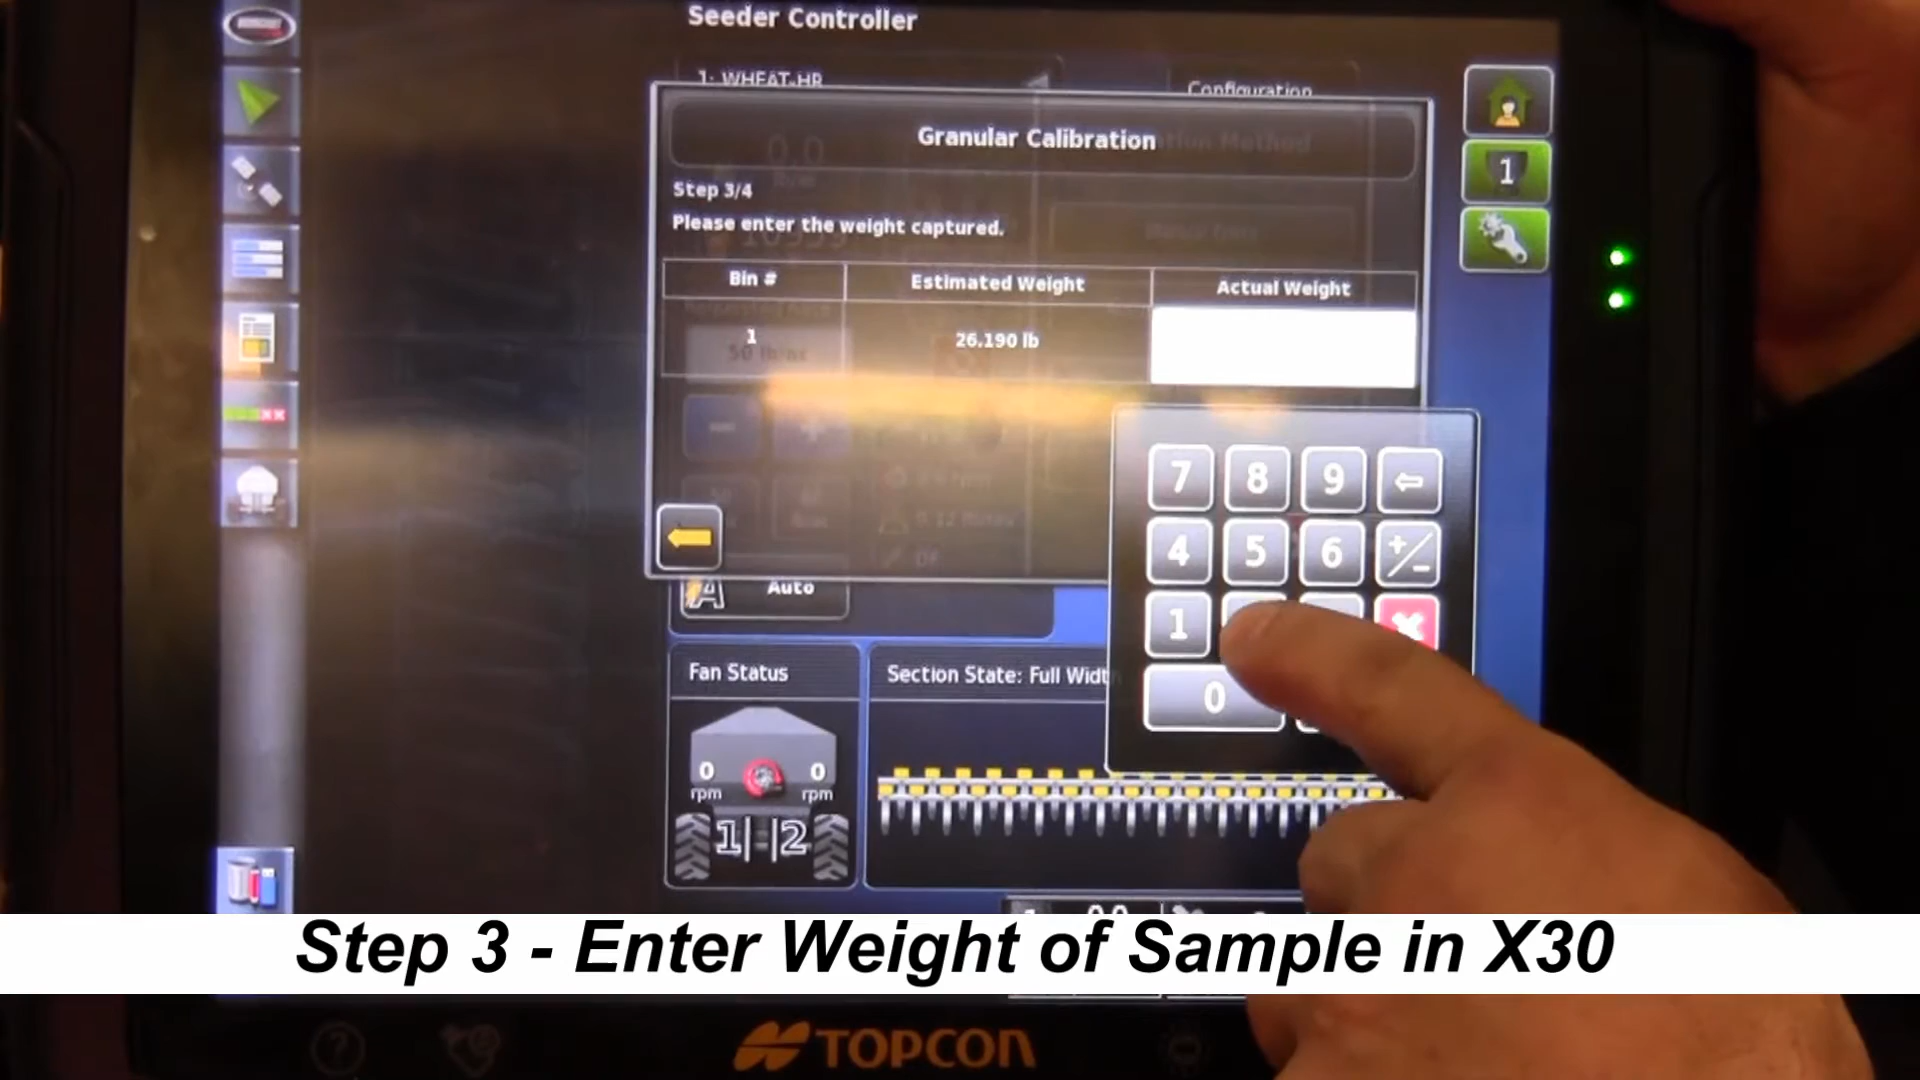 Seeder Controller
1: WHEAT-HR
Configuration
Granular Calibration
Step 3/4
Please enter the weight captured.
Bin # Estimated Weight Actual Weight
1 26.190 lb
7 8 9
4 5 6 +/-
1
0
Auto
Fan Status
Section State: Full Width
0 0
rpm rpm
1 2
1
Step 3 - Enter Weight of Sample in X30
TOPCON